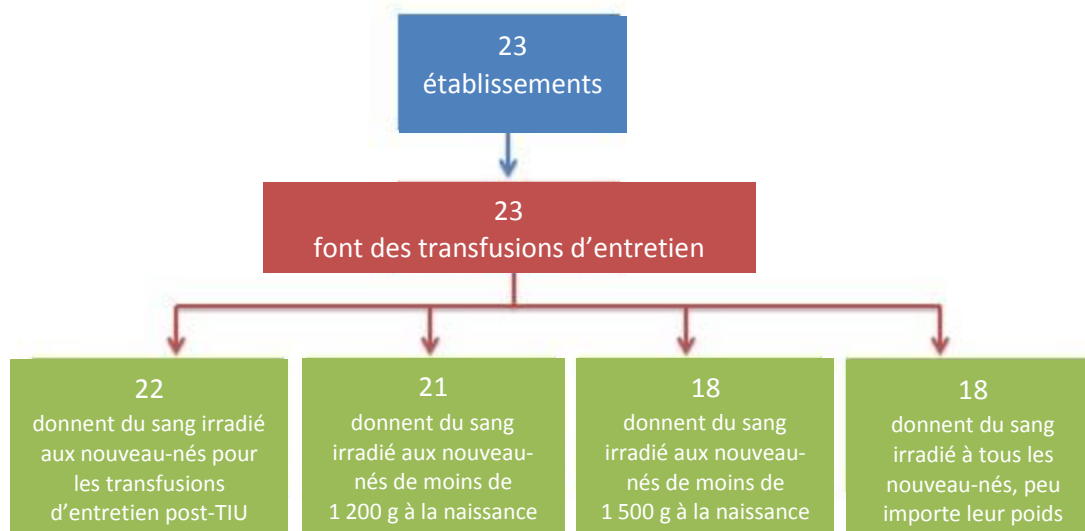 23
établissements
23
font des transfusions d’entretien
22
donnent du sang irradié
aux nouveau-nés pour
les transfusions
d’entretien post-TIU
21
donnent du sang
irradié aux nouveau-
nés de moins de
1 200 g à la naissance
18
donnent du sang
irradié aux nouveau-
nés de moins de
1 500 g à la naissance
18
donnent du sang
irradié à tous les
nouveau-nés, peu
importe leur poids